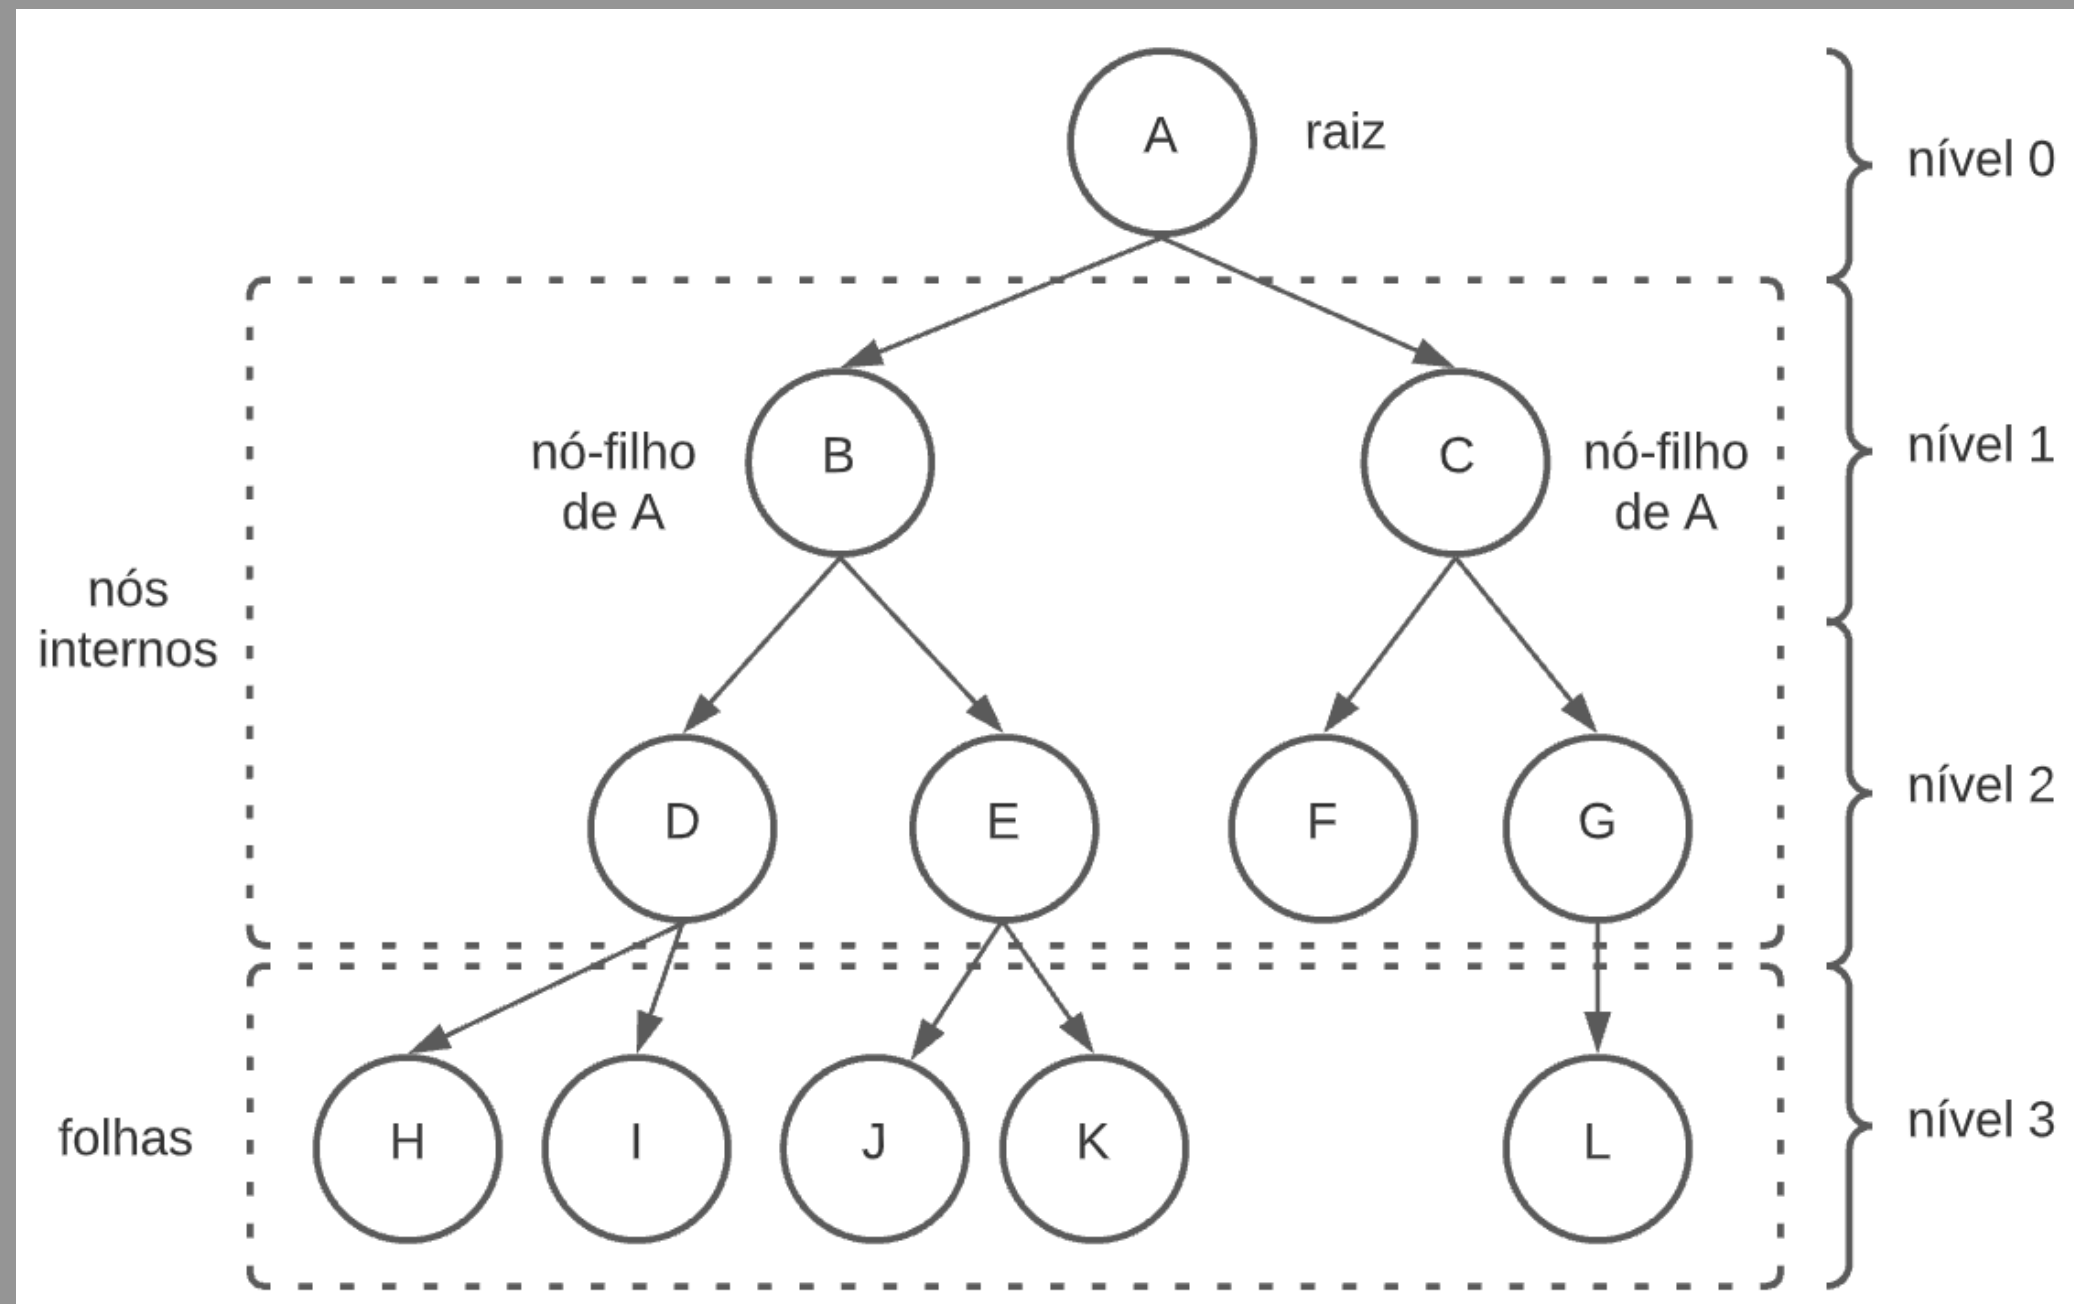 A
raiz
nível 0
nó-filho
de A
B
C
nó-filho
de A
nível 1
nós
internos
D
E
F
G
nível 2
folhas
H
I
J
K
L
nível 3